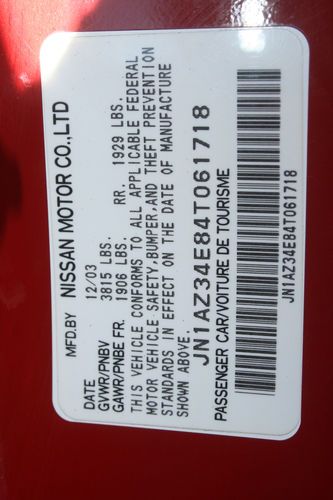 MFD.BY NISSAN MOTOR CO.,LTD
DATE 12/03
GVWR/PNBV 3815 LBS.
GAWR/PNBE FR. 1906 LBS. RR. 1929 LBS.
THIS VEHICLE CONFORMS TO ALL APPLICABLE FEDERAL
MOTOR VEHICLE SAFETY,BUMPER,AND THEFT PREVENTION
STANDARDS IN EFFECT ON THE DATE OF MANUFACTURE
SHOWN ABOVE.
JN1AZ34E84T061718
PASSENGER CAR/VOITURE DE TOURISME
JN1AZ34E84T061718